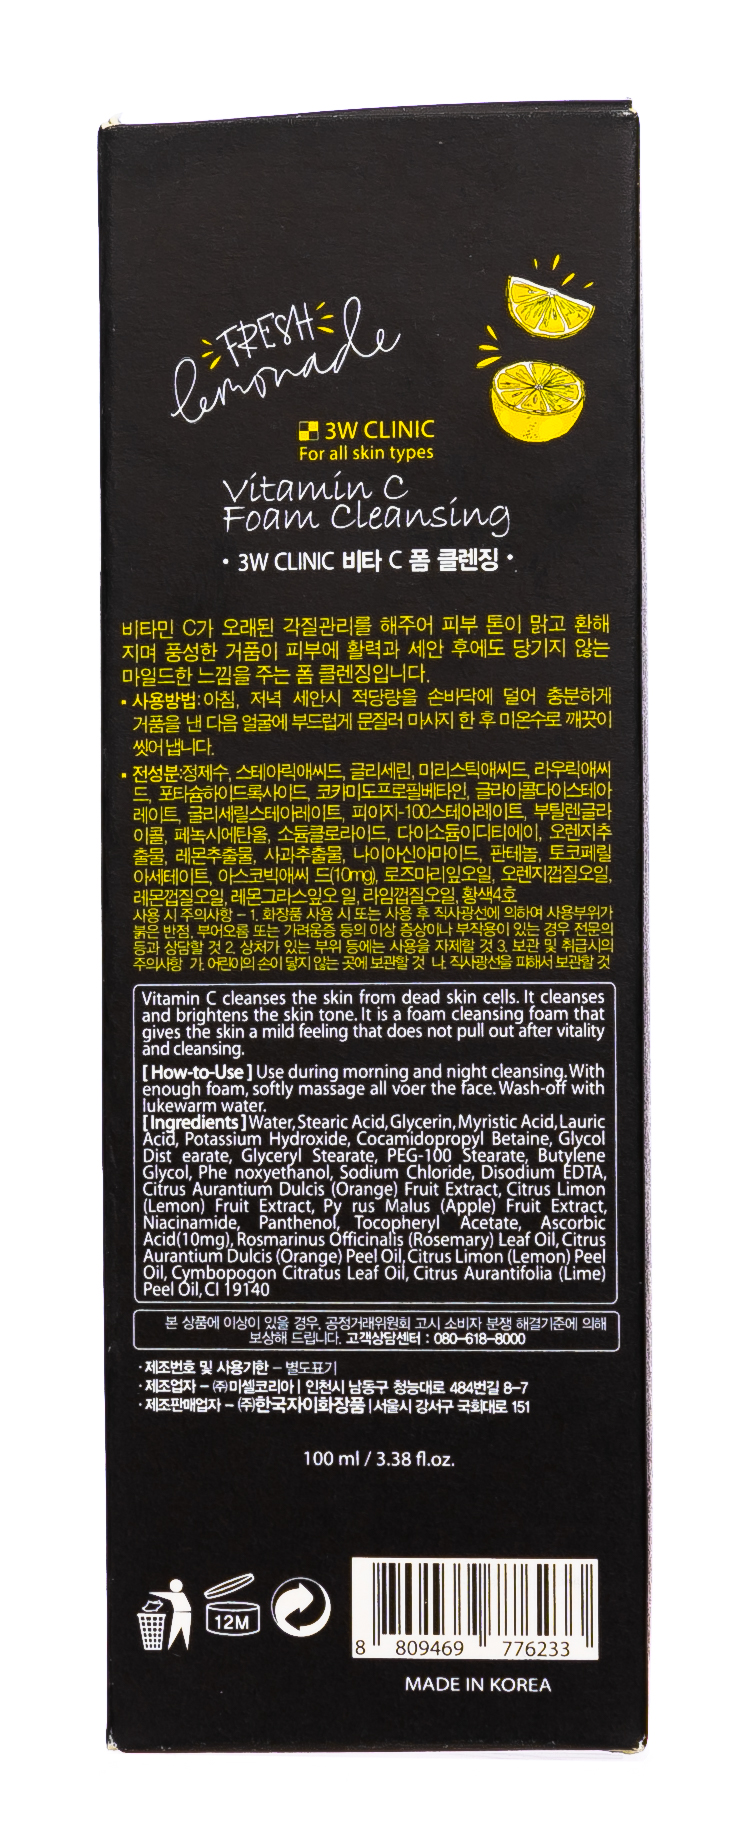 FRESH
lemonade
3W CLINIC
For all skin types
Vitamin C
Foam Cleansing
• 3W CLINIC 비타 C 폼 클렌징 •
비타민 C가 오래된 각질관리를 해주어 피부 톤이 맑고 환해
지며 풍성한 거품이 피부에 활력과 세안 후에도 당기지 않는
마일드한 느낌을 주는 폼 클렌징입니다.
▪ 사용방법:아침, 저녁 세안시 적당량을 손바닥에 덜어 충분하게
거품을 낸 다음 얼굴에 부드럽게 문질러 마사지 한 후 미온수로 깨끗이
씻어 냅니다.
▪ 전성분:정제수, 스테아릭애씨드, 글리세린, 미리스틱애씨드, 라우릭애씨
드, 포타슘하이드록사이드, 코카미도프로필베타인, 글라이콜다이스테아
레이트, 글리세릴스테아레이트, 피이지-100스테아레이트, 부틸렌글라
이콜, 페녹시에탄올, 소듐클로라이드, 다이소듐이디티에이, 오렌지추
출물, 레몬추출물, 사과추출물, 나이아신아마이드, 판테놀, 토코페릴
아세테이트, 아스코빅애씨 드(10mg), 로즈마리잎오일, 오렌지껍질오일,
레몬껍질오일, 레몬그라스잎오 일, 라임껍질오일, 황색4호
사용 시 주의사항 – 1. 화장품 사용 시 또는 사용 후 직사광선에 의하여 사용부위가
붉은 반점, 부어오름 또는 가려움증 등의 이상 증상이나 부작용이 있는 경우 전문의
등과 상담할 것 2. 상처가 있는 부위 등에는 사용을 자제할 것 3. 보관 및 취급시의
주의사항 가. 어린이의 손이 닿지 않는 곳에 보관할 것 나. 직사광선을 피해서 보관할 것
Vitamin C cleanses the skin from dead skin cells. It cleanses
and brightens the skin tone. It is a foam cleansing foam that
gives the skin a mild feeling that does not pull out after vitality
and cleansing.
[ How-to-Use ] Use during morning and night cleansing. With
enough foam, softly massage all voer the face. Wash-off with
lukewarm water.
[ Ingredients ] Water, Stearic Acid, Glycerin, Myristic Acid, Lauric
Acid, Potassium Hydroxide, Cocamidopropyl Betaine, Glycol
Dist earate, Glyceryl Stearate, PEG-100 Stearate, Butylene
Glycol, Phe noxyethanol, Sodium Chloride, Disodium EDTA,
Citrus Aurantium Dulcis (Orange) Fruit Extract, Citrus Limon
(Lemon) Fruit Extract, Py rus Malus (Apple) Fruit Extract,
Niacinamide, Panthenol, Tocopheryl Acetate, Ascorbic
Acid(10mg), Rosmarinus Officinalis (Rosemary) Leaf Oil, Citrus
Aurantium Dulcis (Orange) Peel Oil, Citrus Limon (Lemon) Peel
Oil, Cymbopogon Citratus Leaf Oil, Citrus Aurantifolia (Lime)
Peel Oil, CI 19140
본 상품에 이상이 있을 경우, 공정거래위원회 고시 소비자 분쟁 해결기준에 의해
보상해 드립니다. 고객상담센터 : 080-618-8000
· 제조번호 및 사용기한 – 별도표기
· 제조업자 – ㈜미셀코리아 | 인천시 남동구 청능대로 484번길 8-7
· 제조판매업자 – ㈜한국자이화장품 | 서울시 강서구 국회대로 151
100 ml / 3.38 fl.oz.
12M
8 809469 776233
MADE IN KOREA